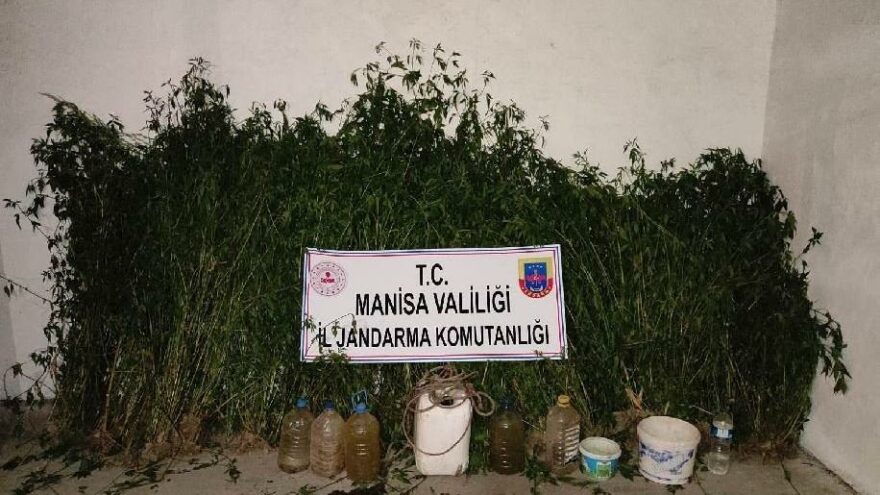 T.C.
MANİSA VALİLİĞİ
İL JANDARMA KOMUTANLIĞI